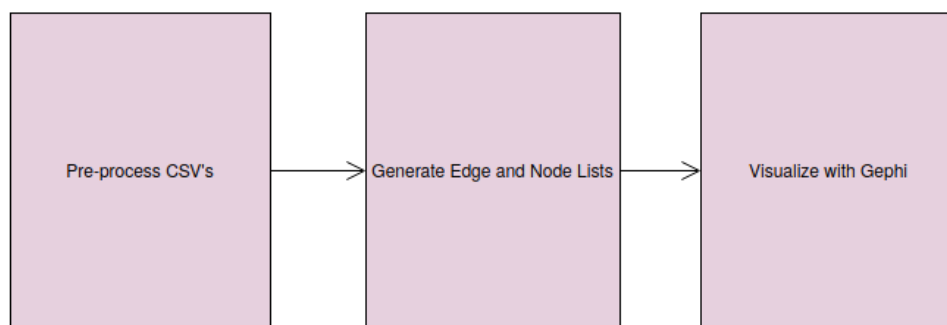 Pre-process CSV's
Generate Edge and Node Lists
Visualize with Gephi